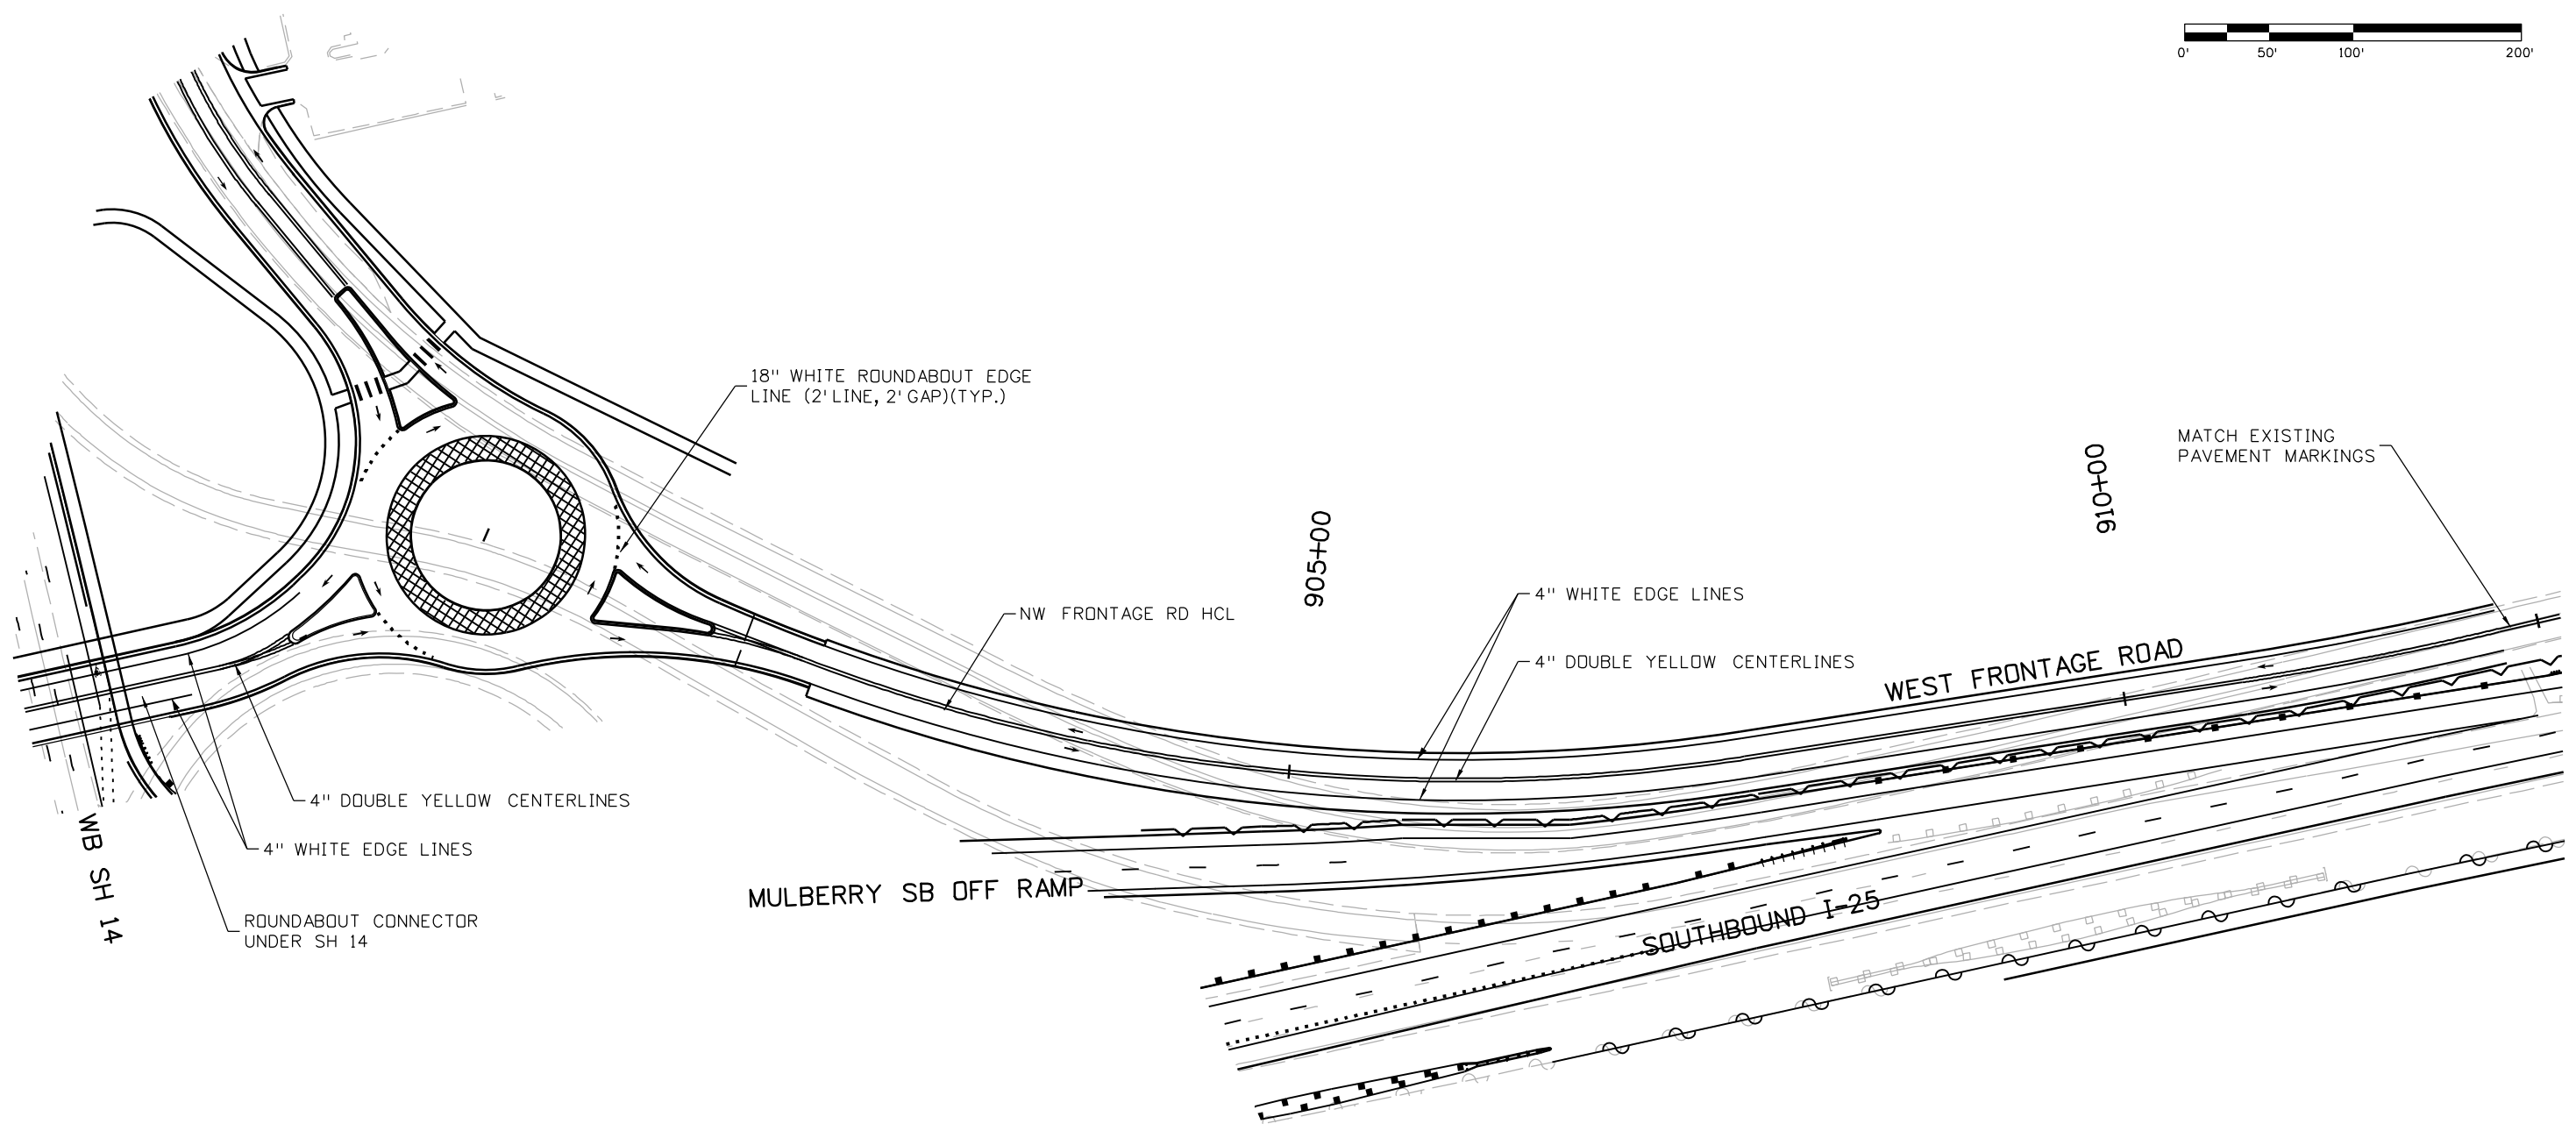 0' 50' 100' 200'
18" WHITE ROUNDABOUT EDGE
LINE (2' LINE, 2' GAP)(TYP.)
MATCH EXISTING
PAVEMENT MARKINGS
910+00
905+00
4" WHITE EDGE LINES
NW FRONTAGE RD HCL
4" DOUBLE YELLOW CENTERLINES
WEST FRONTAGE ROAD
4" DOUBLE YELLOW CENTERLINES
4" WHITE EDGE LINES
WB SH 14
MULBERRY SB OFF RAMP
SOUTHBOUND I-25
ROUNDABOUT CONNECTOR
UNDER SH 14